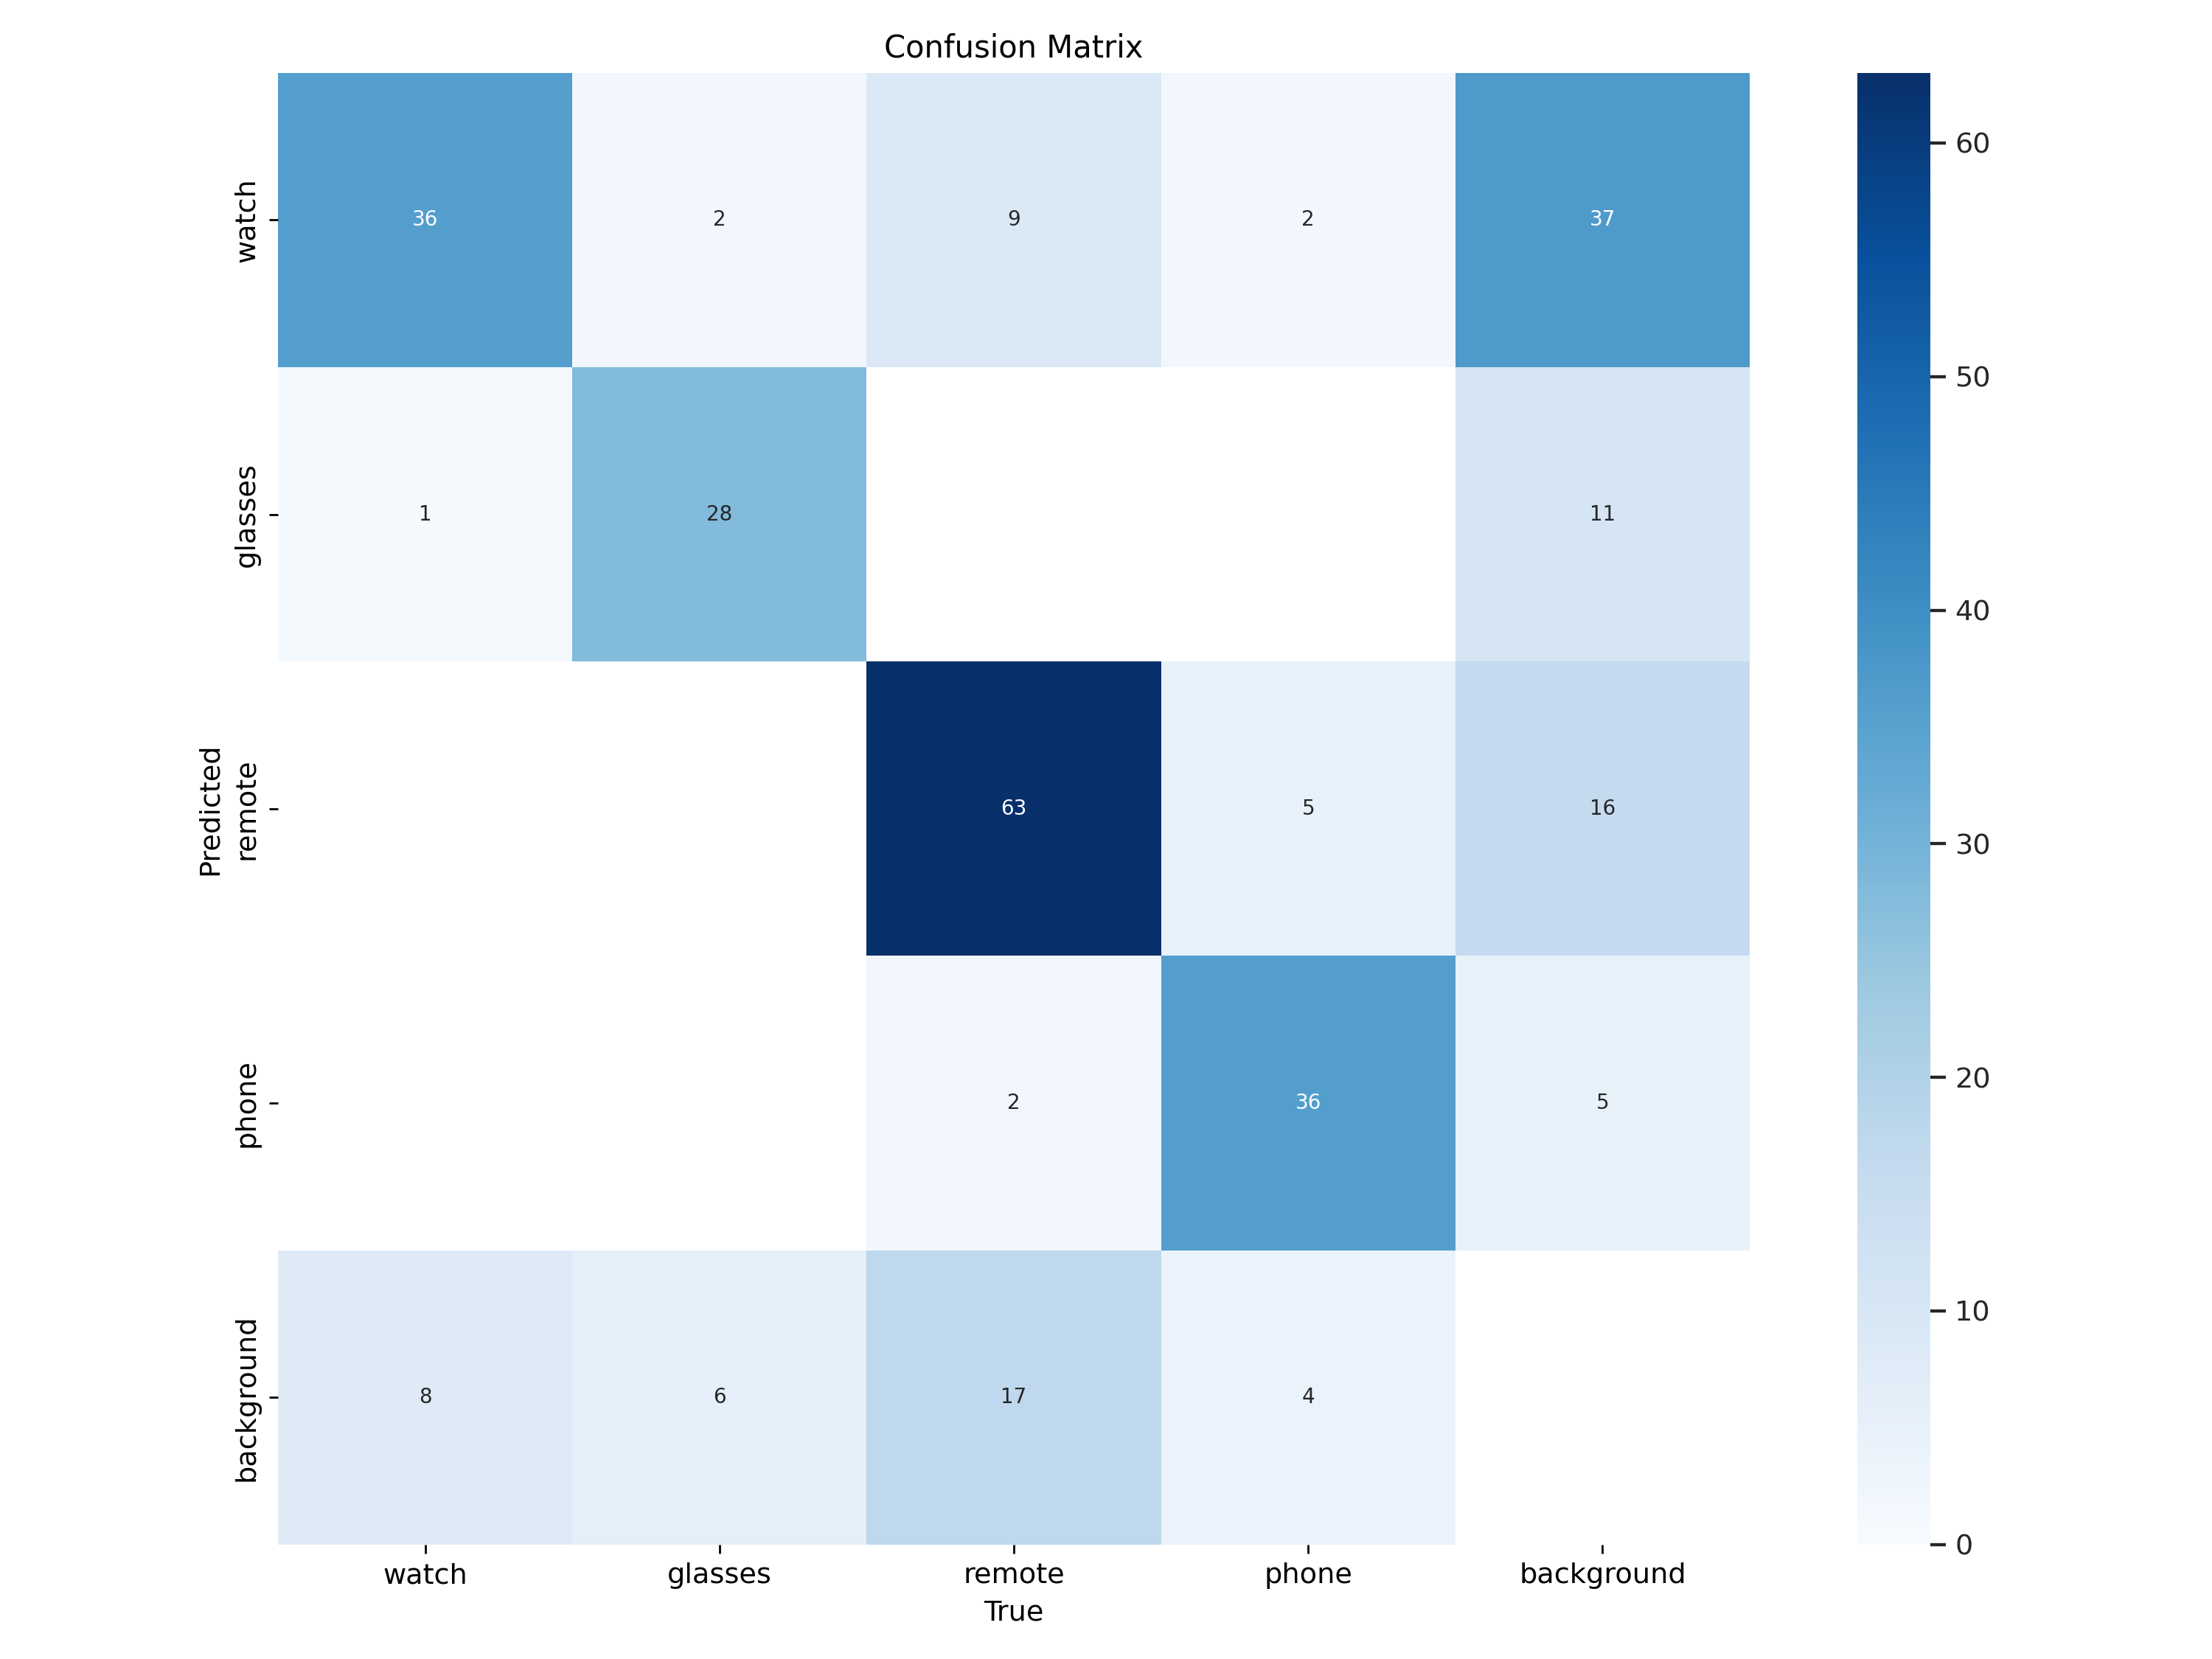 Confusion Matrix
watch
36
2
9
2
37
glasses
1
28
11
Predicted
remote
63
5
16
phone
2
36
5
background
8
6
17
4
watch
glasses
remote
phone
background
True
60
50
40
30
20
10
0